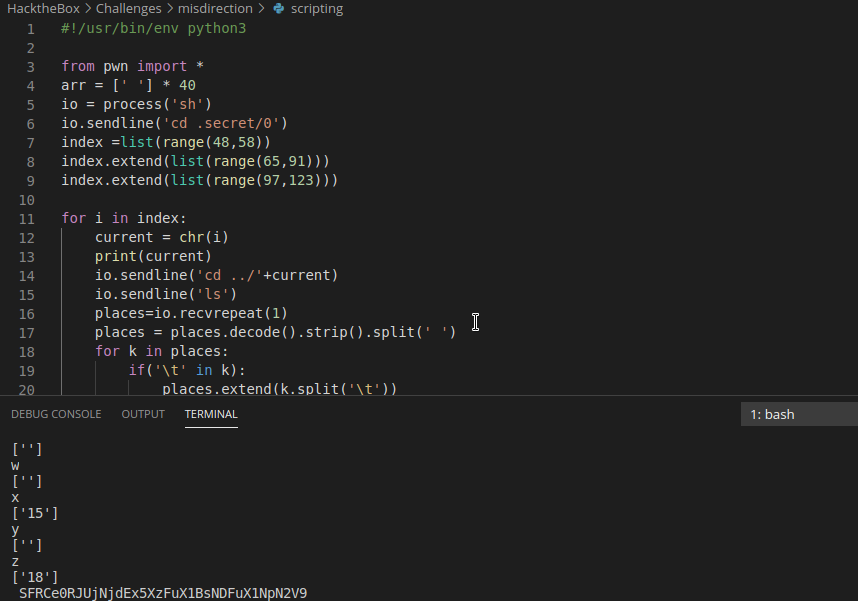 HacktheBox > Challenges > misdirection > scripting
1 #!/usr/bin/env python3
2
3 from pwn import *
4 arr = [' '] * 40
5 io = process('sh')
6 io.sendline('cd .secret/0')
7 index =list(range(48,58))
8 index.extend(list(range(65,91)))
9 index.extend(list(range(97,123)))
10
11 for i in index:
12     current = chr(i)
13     print(current)
14     io.sendline('cd ../'+current)
15     io.sendline('ls')
16     places=io.recvrepeat(1)
17     places = places.decode().strip().split(' ')
18     for k in places:
19         if('\t' in k):
20             places.extend(k.split('\t'))
DEBUG CONSOLE OUTPUT TERMINAL 1: bash
['']
w
['']
x
['15']
y
['']
z
['18']
SFRCe0RJUjNjdEx5XzFuX1BsNDFuX1NpN2V9